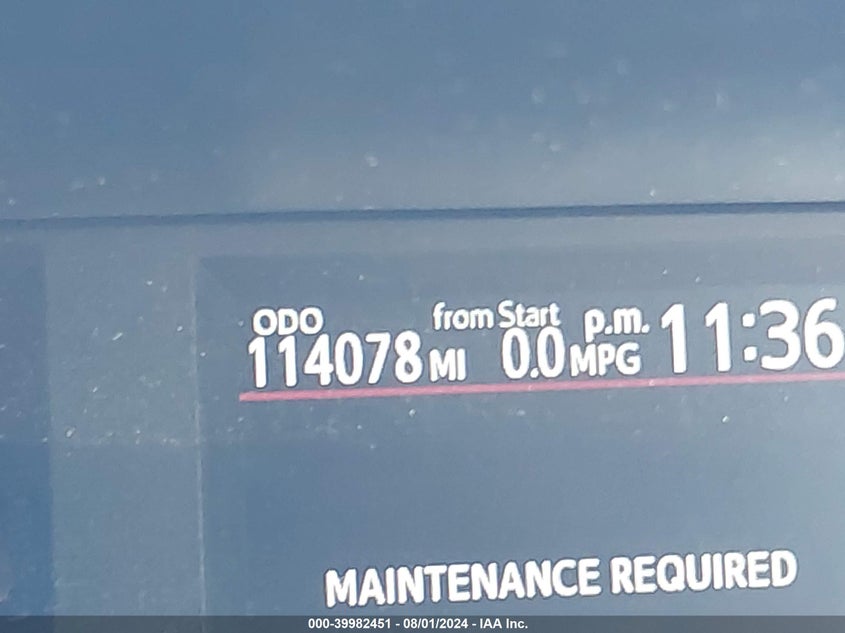 ODO from Start p.m. 11:36
114078 MI 0.0 MPG
MAINTENANCE REQUIRED
000-39982451 - 08/01/2024 - IAA Inc.